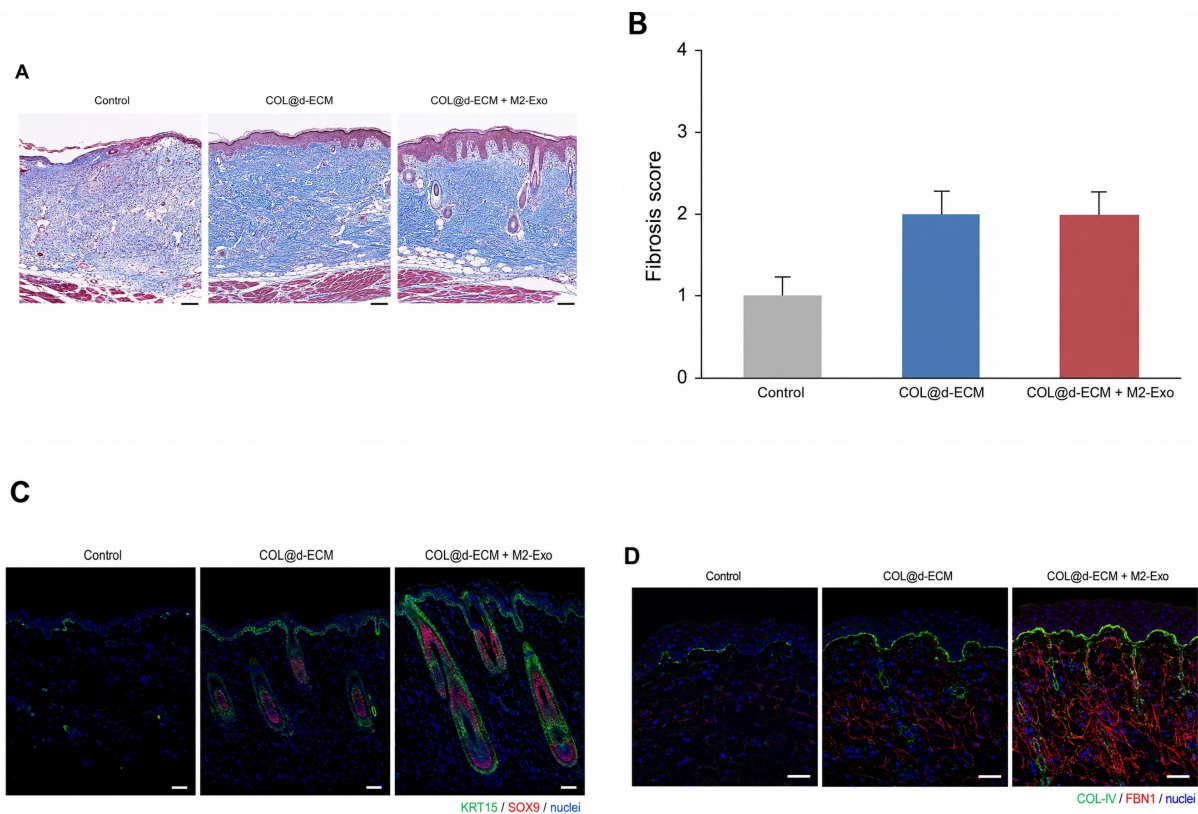 A
Control COL@d-ECM COL@d-ECM + M2-Exo
B
4
3
2
1
0
Fibrosis score
Control COL@d-ECM COL@d-ECM + M2-Exo
C
Control COL@d-ECM COL@d-ECM + M2-Exo
KRT15 / SOX9 / nuclei
D
Control COL@d-ECM COL@d-ECM + M2-Exo
COL-IV / FBN1 / nuclei